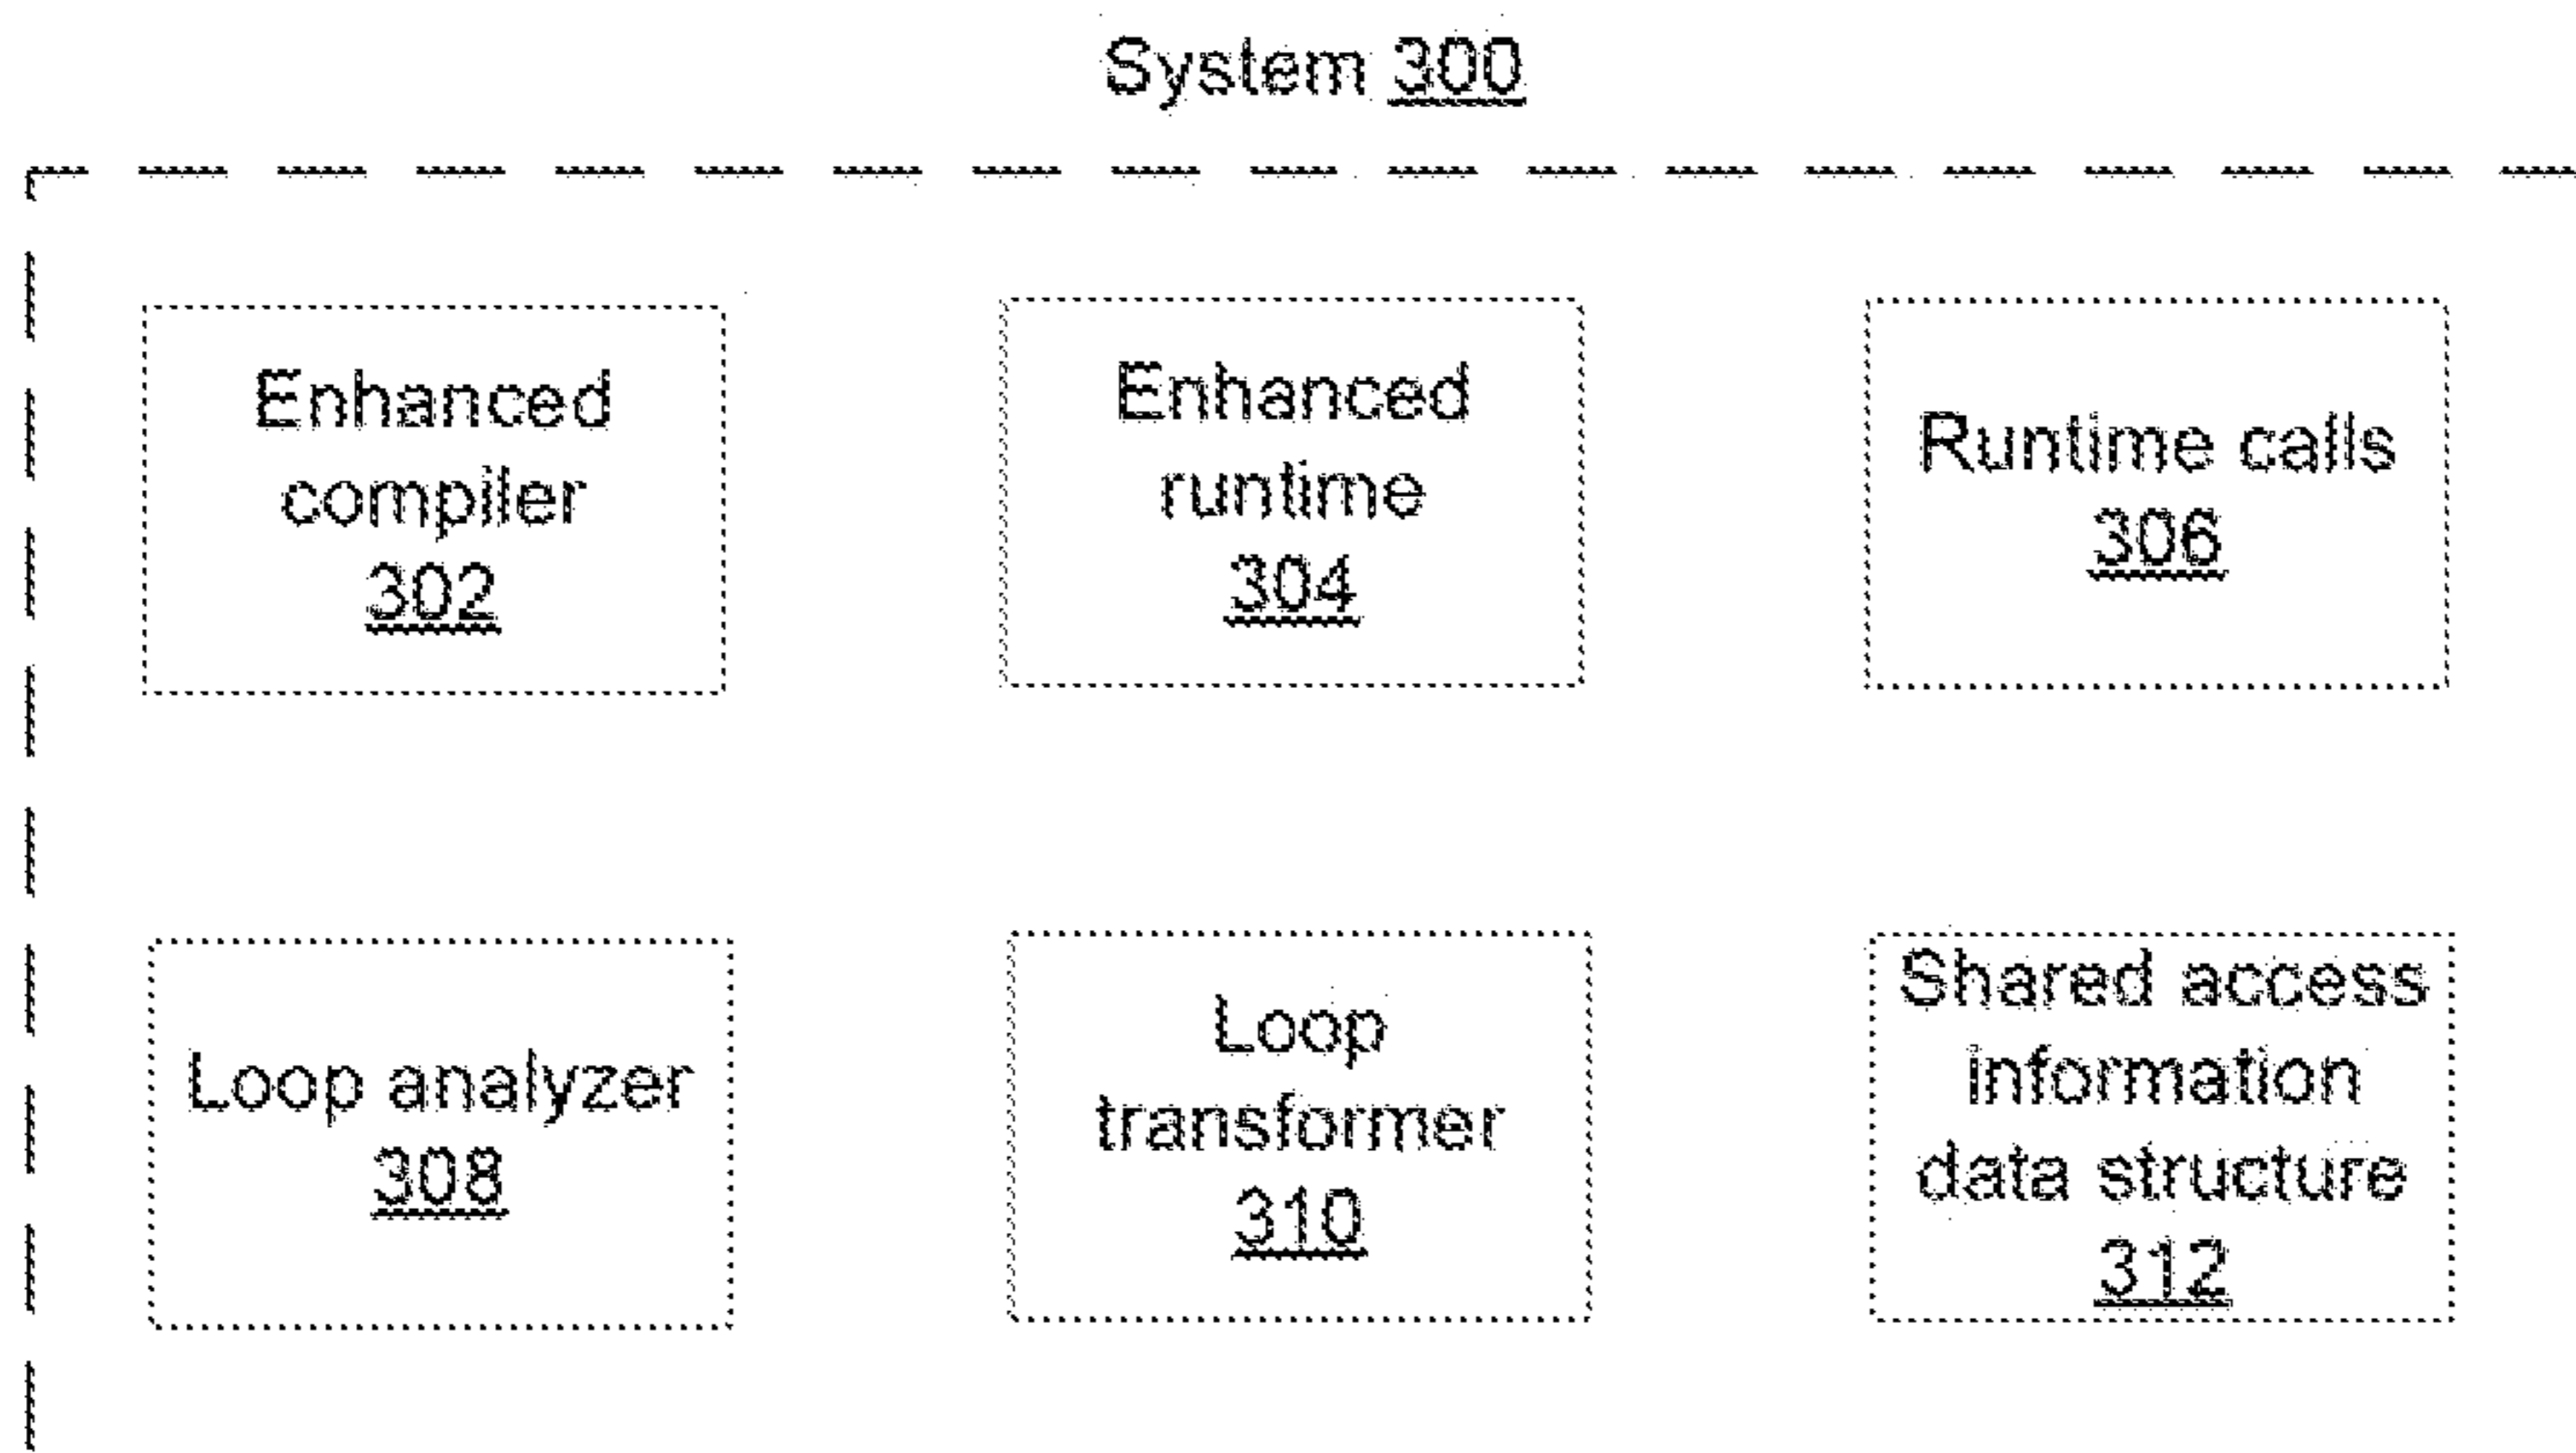 System 300
Enhanced
compiler
302
Enhanced
runtime
304
Runtime calls
306
Loop analyzer
308
Loop
transformer
310
Shared access
information
data structure
312